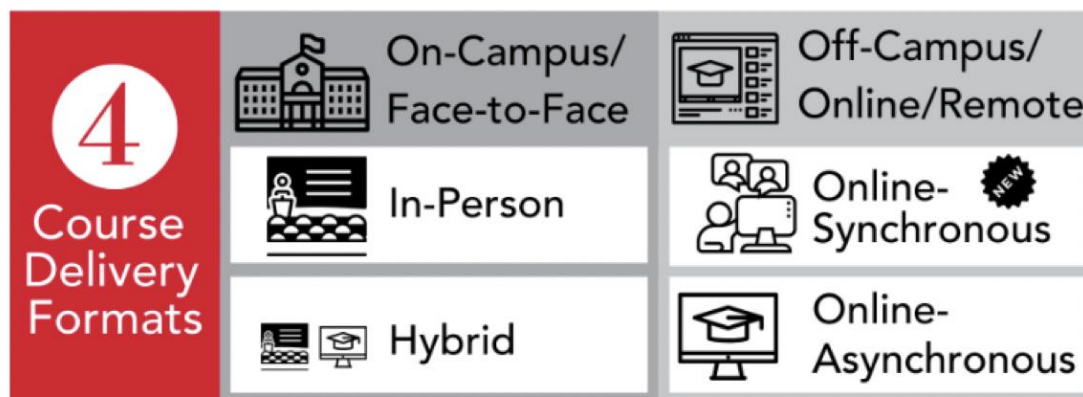 4
Course
Delivery
Formats
On-Campus/
Face-to-Face
In-Person
Hybrid
Off-Campus/
Online/Remote
Online-
NEW
Synchronous
Online-
Asynchronous